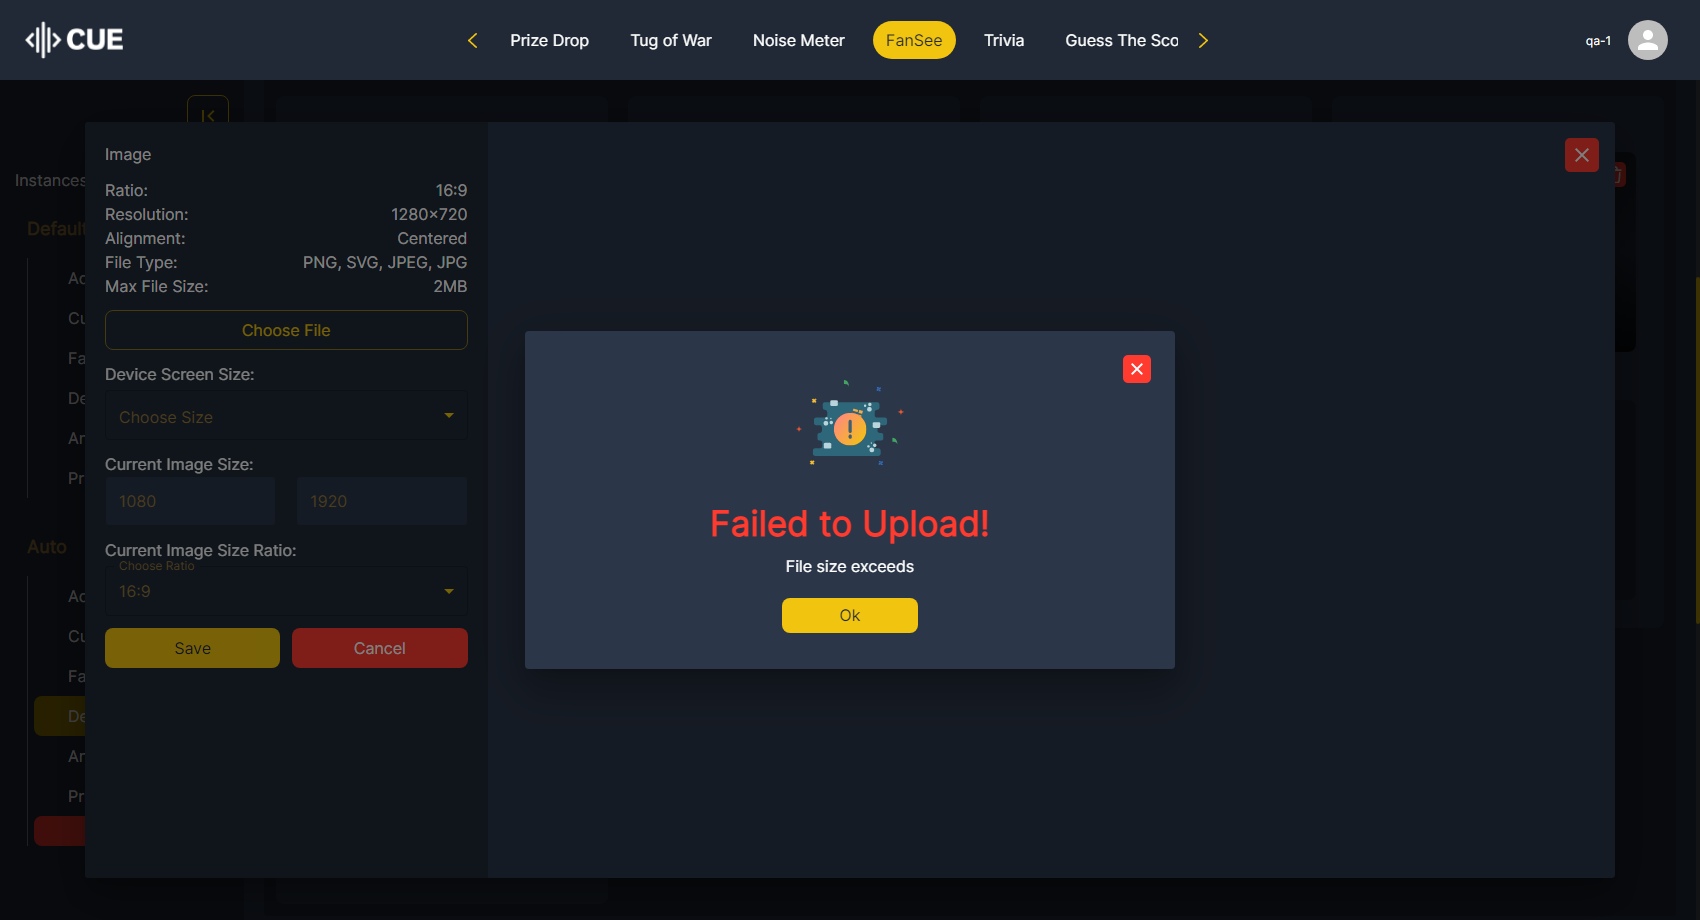 CUE
Prize Drop
Tug of War
Noise Meter
FanSee
Trivia
Guess The Sco
qa-1
Instances
Default
Ac
Cu
Fa
De
Ar
Pr
Auto
Ac
Cu
Fa
De
Ar
Pr
Image
Ratio: 16:9
Resolution: 1280×720
Alignment: Centered
File Type: PNG, SVG, JPEG, JPG
Max File Size: 2MB
Choose File
Device Screen Size:
Choose Size
Current Image Size:
1080 1920
Current Image Size Ratio:
Choose Ratio
16:9
Save Cancel
Failed to Upload!
File size exceeds
Ok